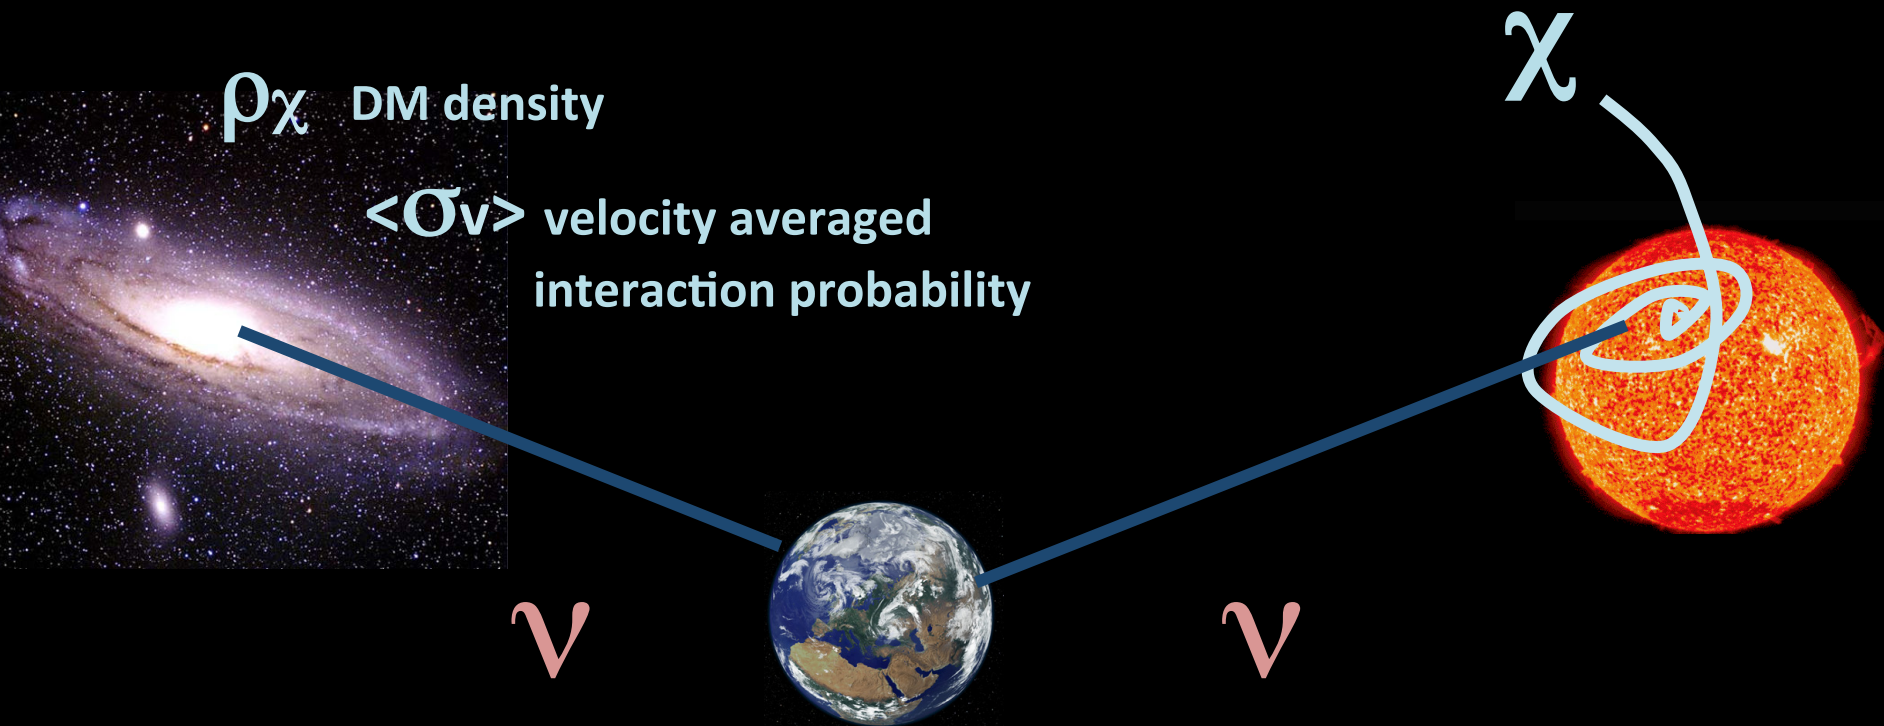 χ
ρχ DM density
<σv> velocity averaged
interaction probability
ν
ν